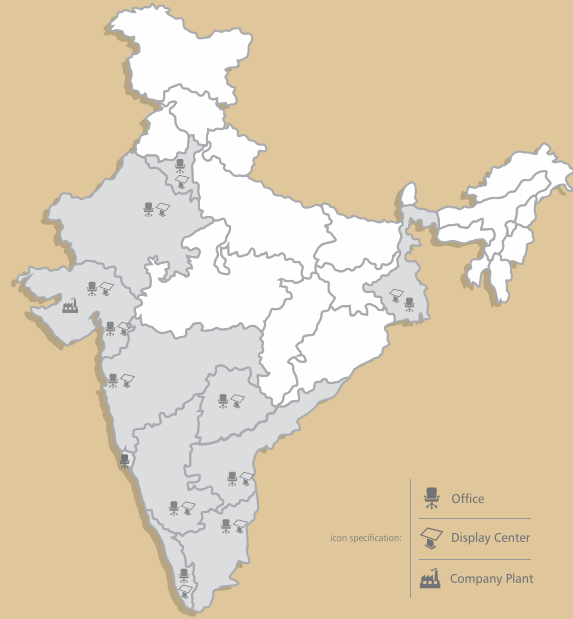 Office
icon specification:
Display Center
Company Plant